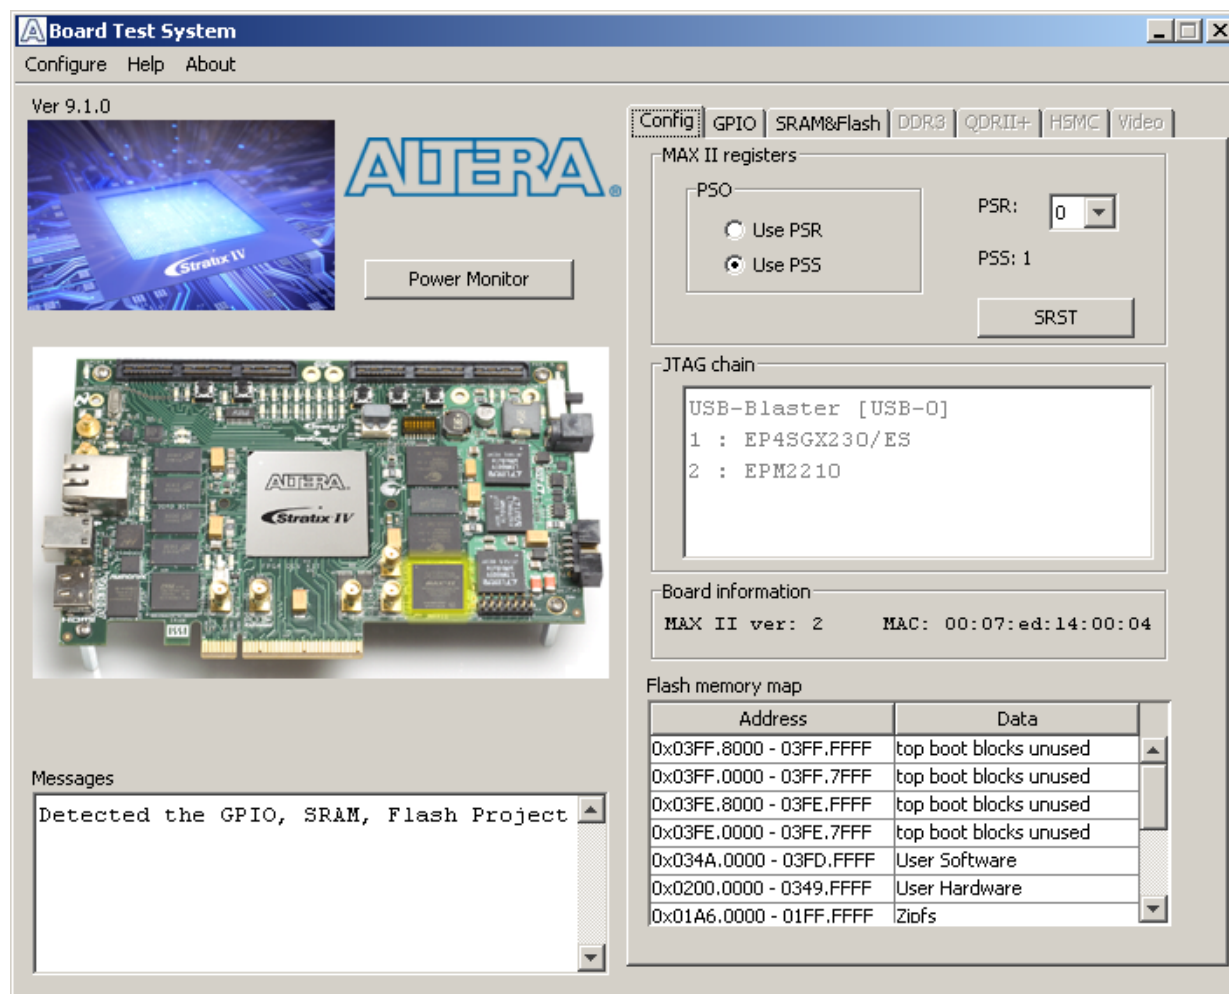 Board Test System
Configure Help About
Ver 9.1.0
Stratix IV
ALTERA®
Power Monitor
ALTERA
Stratix IV
Messages
Detected the GPIO, SRAM, Flash Project
Config GPIO SRAM&Flash DDR3 QDRII+ HSMC Video
MAX II registers
PSO
Use PSR
Use PSS
PSR: 0
PSS: 1
SRST
JTAG chain
USB-Blaster [USB-0]
1 : EP4SGX230/ES
2 : EPM2210
Board information
MAX II ver: 2 MAC: 00:07:ed:14:00:04
Flash memory map
Address Data
0x03FF.8000 - 03FF.FFFF top boot blocks unused
0x03FF.0000 - 03FF.7FFF top boot blocks unused
0x03FE.8000 - 03FE.FFFF top boot blocks unused
0x03FE.0000 - 03FE.7FFF top boot blocks unused
0x034A.0000 - 03FD.FFFF User Software
0x0200.0000 - 0349.FFFF User Hardware
0x01A6.0000 - 01FF.FFFF Zipfs